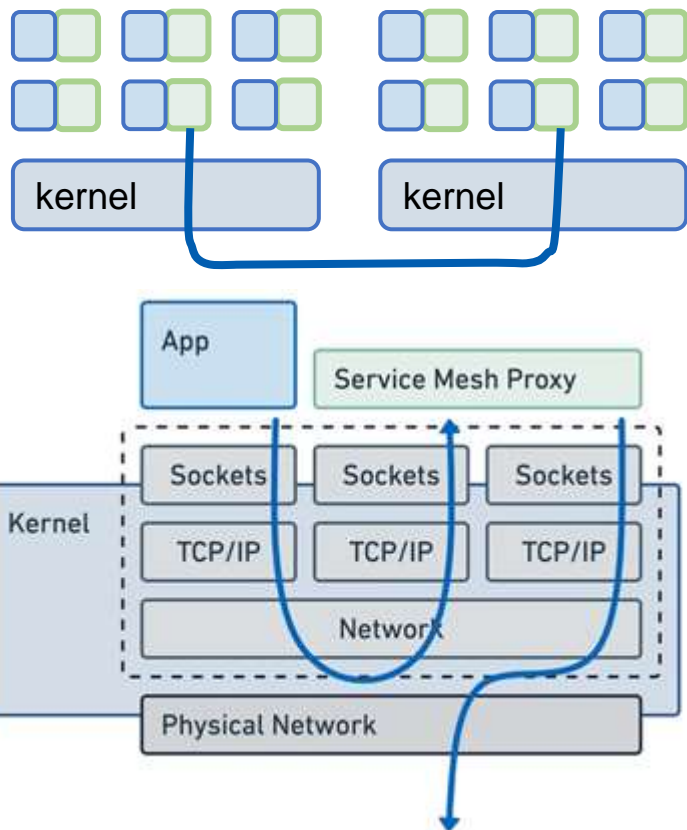 kernel
kernel
App
Service Mesh Proxy
Sockets
Sockets
Sockets
Kernel
TCP/IP
TCP/IP
TCP/IP
Network
Physical Network